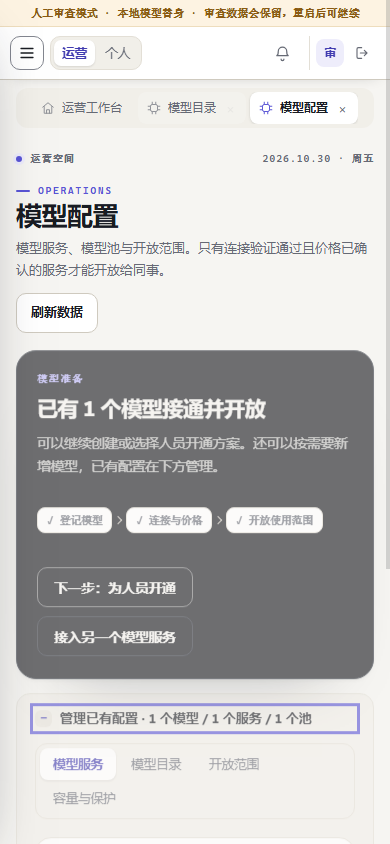 人工审查模式 · 本地模型替身 · 审查数据会保留，重启后可继续
运营 个人 审
运营工作台 模型目录 × 模型配置 ×
运营空间 2026.10.30 · 周五
OPERATIONS
模型配置
模型服务、模型池与开放范围。只有连接验证通过且价格已确
认的服务才能开放给同事。
刷新数据
模型准备
已有 1 个模型接通并开放
可以继续创建或选择人员开通方案。还可以按需要新
增模型，已有配置在下方管理。
✓ 登记模型 › ✓ 连接与价格 › ✓ 开放使用范围
下一步：为人员开通
接入另一个模型服务
− 管理已有配置 · 1 个模型 / 1 个服务 / 1 个池
模型服务 模型目录 开放范围
容量与保护